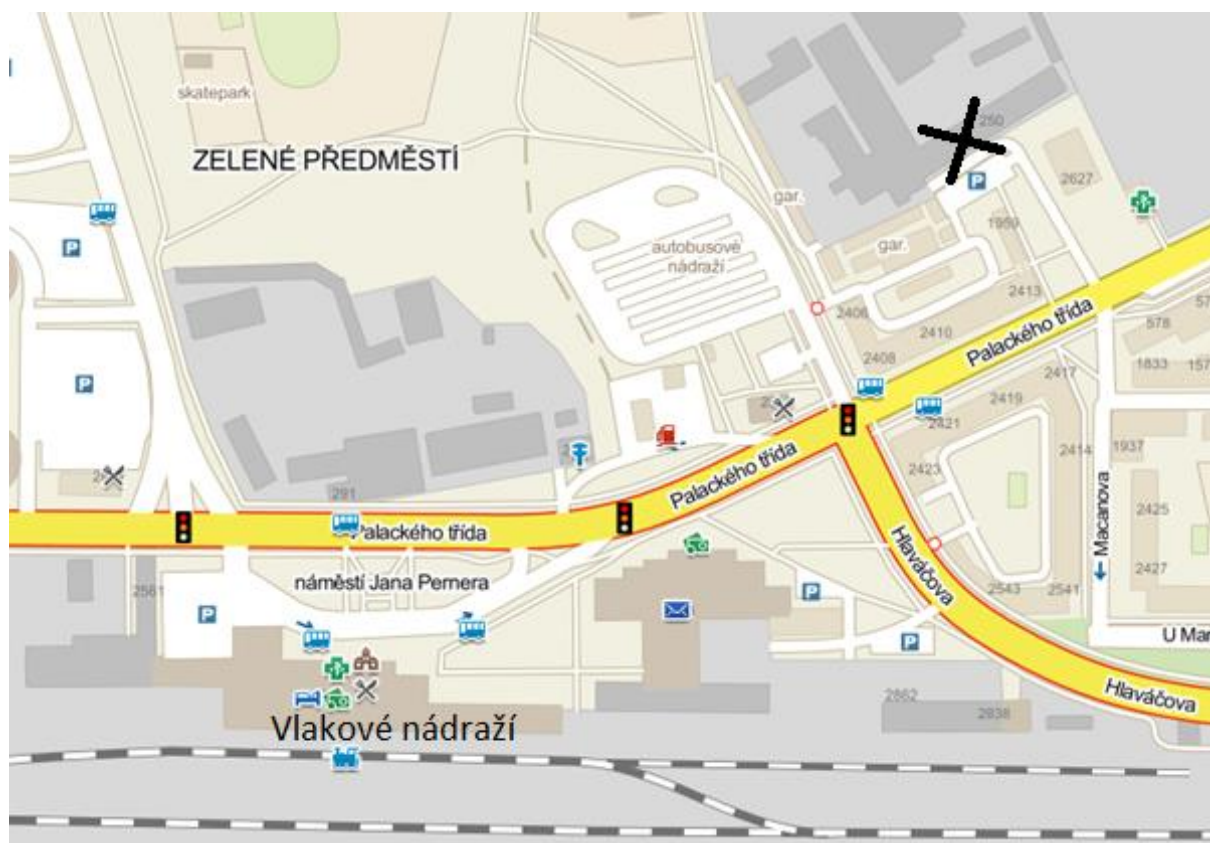 skatepark
ZELENÉ PŘEDMĚSTÍ
250
2627
gar.
1959
gar.
autobusové
nádraží
2406
2413
2410
2408
Palackého třída
578
1833
2417
2419
2421
2414
1937
2423
Palackého třída
291
Palackého třída
2425
Macanova
Hlaváčova
2427
2561
náměstí Jana Pernera
2543
2541
U Mar
Hlaváčova
2862
2938
Vlakové nádraží